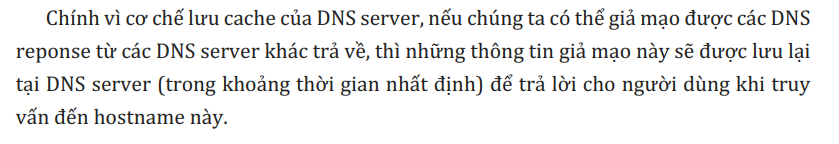 Chính vì cơ chế lưu cache của DNS server, nếu chúng ta có thể giả mạo được các DNS
reponse từ các DNS server khác trả về, thì những thông tin giả mạo này sẽ được lưu lại
tại DNS server (trong khoảng thời gian nhất định) để trả lời cho người dùng khi truy
vấn đến hostname này.